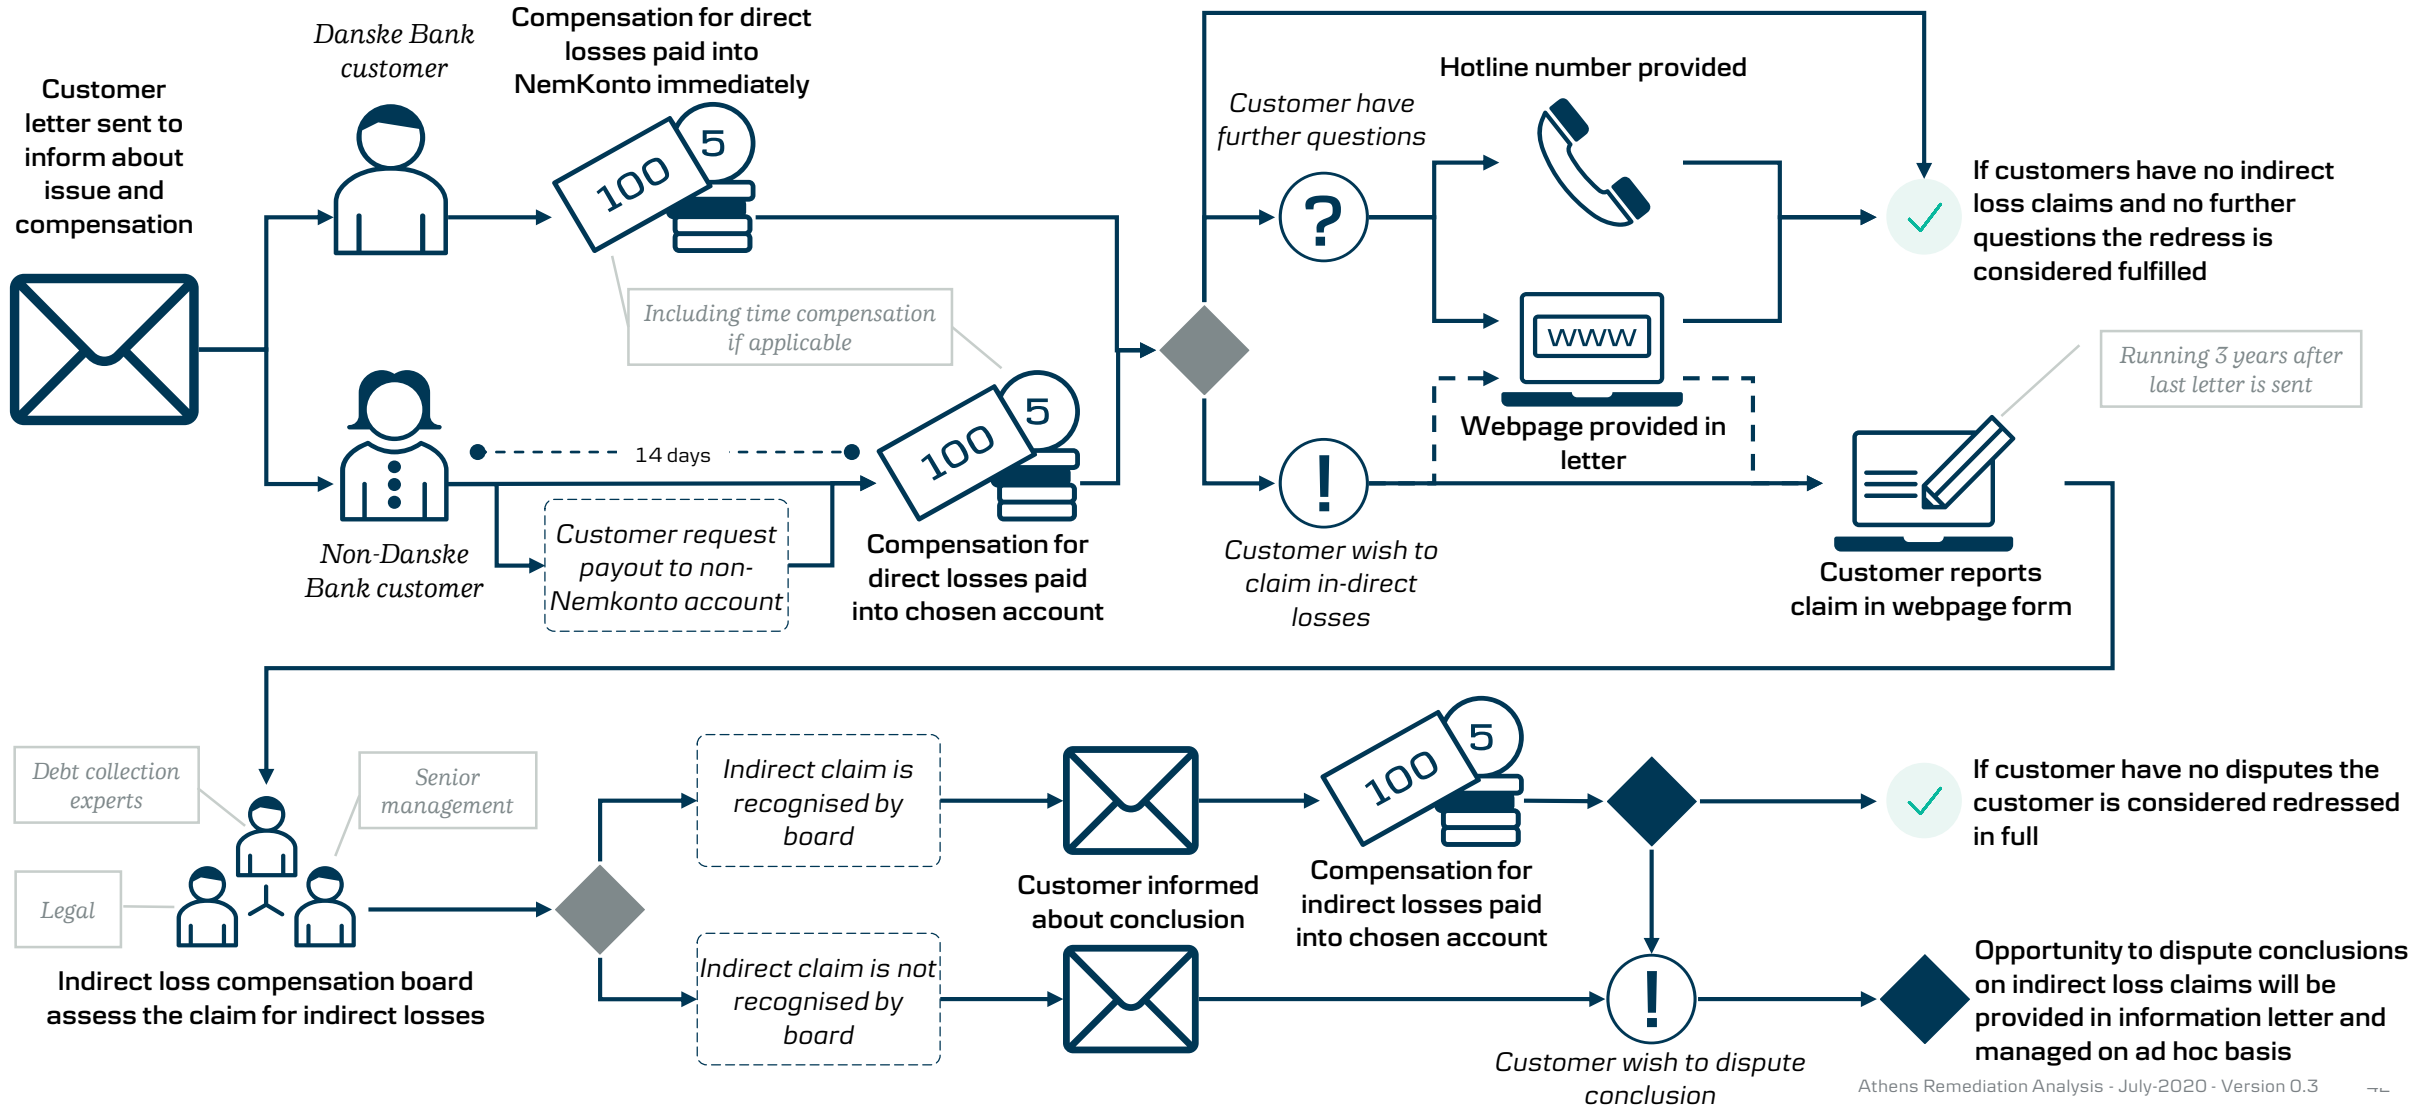 Danske Bank
customer
Compensation for direct
losses paid into
NemKonto immediately
Customer
letter sent to
inform about
issue and
compensation
100
5
Including time compensation
if applicable
Non-Danske
Bank customer
14 days
Customer request
payout to non-
Nemkonto account
100
5
Compensation for
direct losses paid
into chosen account
Customer have
further questions
?
Hotline number provided
www
Webpage provided in
letter
If customers have no indirect
loss claims and no further
questions the redress is
considered fulfilled
!
Customer wish to
claim in-direct
losses
Running 3 years after
last letter is sent
Customer reports
claim in webpage form
Debt collection
experts
Senior
management
Legal
Indirect loss compensation board
assess the claim for indirect losses
Indirect claim is
recognised by
board
Indirect claim is not
recognised by
board
Customer informed
about conclusion
100
5
Compensation for
indirect losses paid
into chosen account
If customer have no disputes the
customer is considered redressed
in full
!
Customer wish to dispute
conclusion
Opportunity to dispute conclusions
on indirect loss claims will be
provided in information letter and
managed on ad hoc basis
Athens Remediation Analysis - July-2020 - Version 0.3